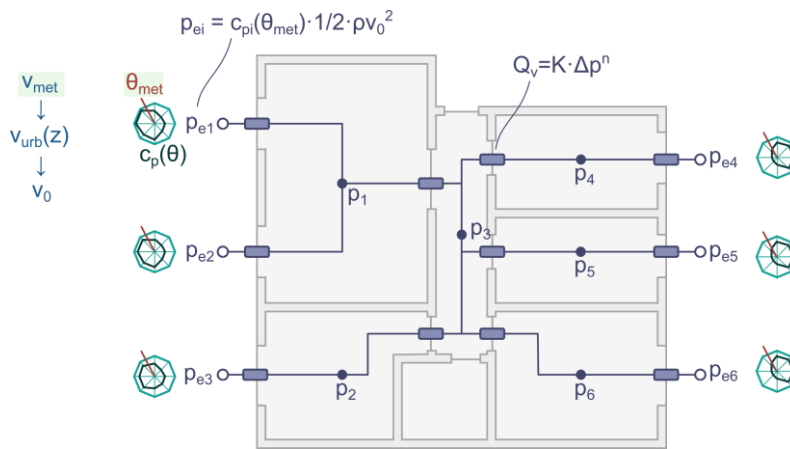 p_ei = c_pi(θ_met)·1/2·ρv_0^2
Q_v=K·Δp^n
v_met
θ_met
p_e1
v_urb(z)
c_p(θ)
v_0
p_e4
p_4
p_1
p_3
p_e2
p_e5
p_5
p_e3
p_2
p_6
p_e6